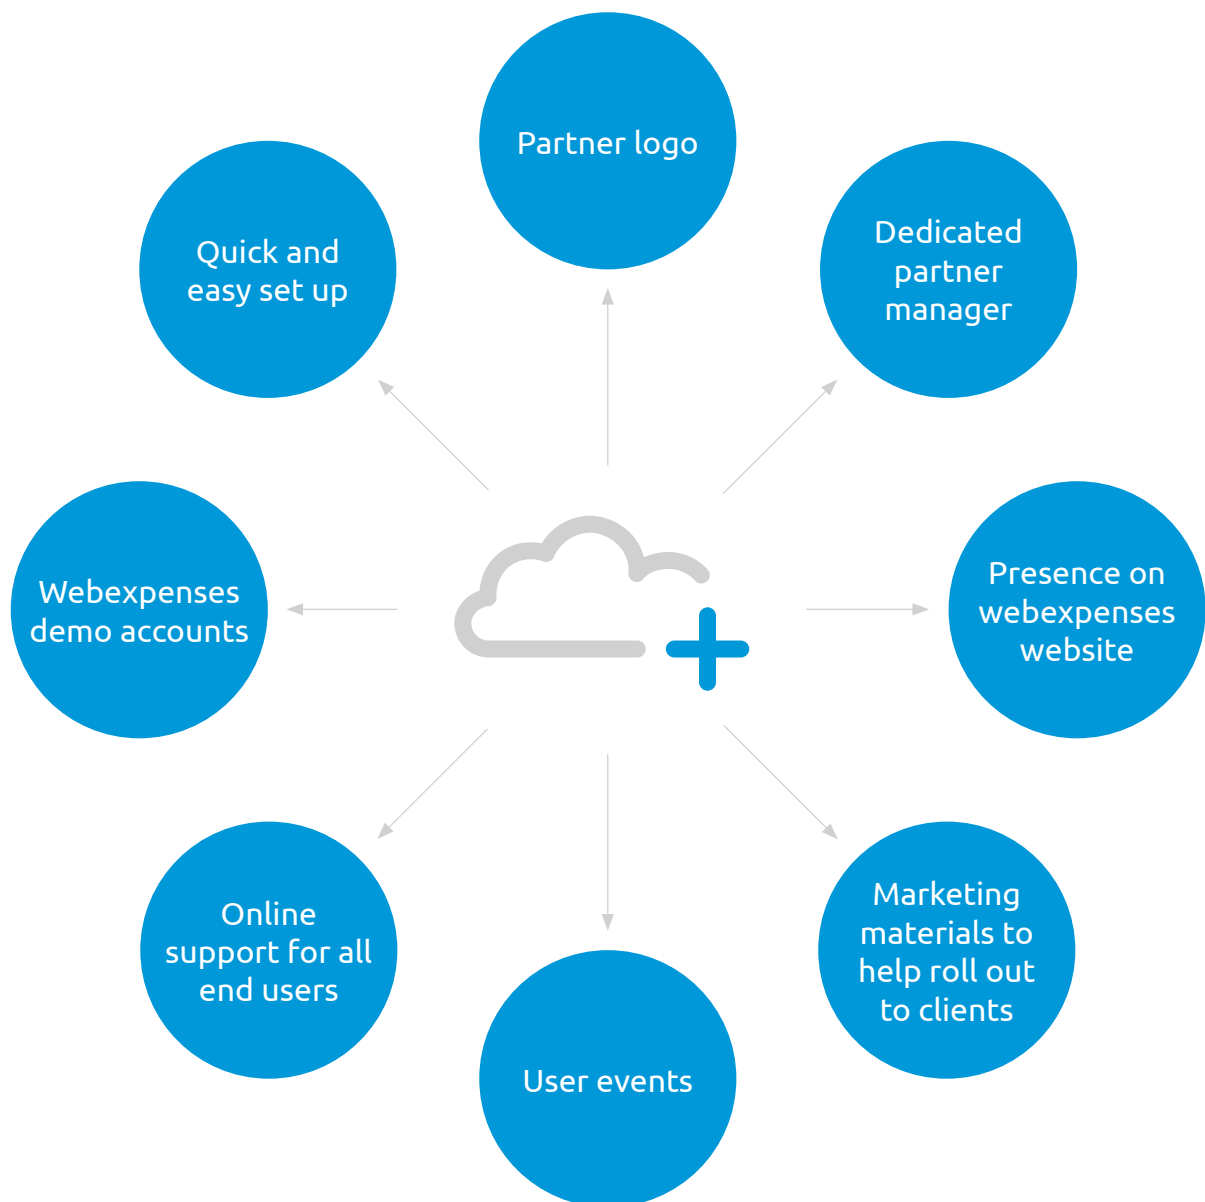 Partner logo
Dedicated
partner
manager
Presence on
webexpenses
website
Marketing
materials to
help roll out
to clients
User events
Online
support for all
end users
Webexpenses
demo accounts
Quick and
easy set up